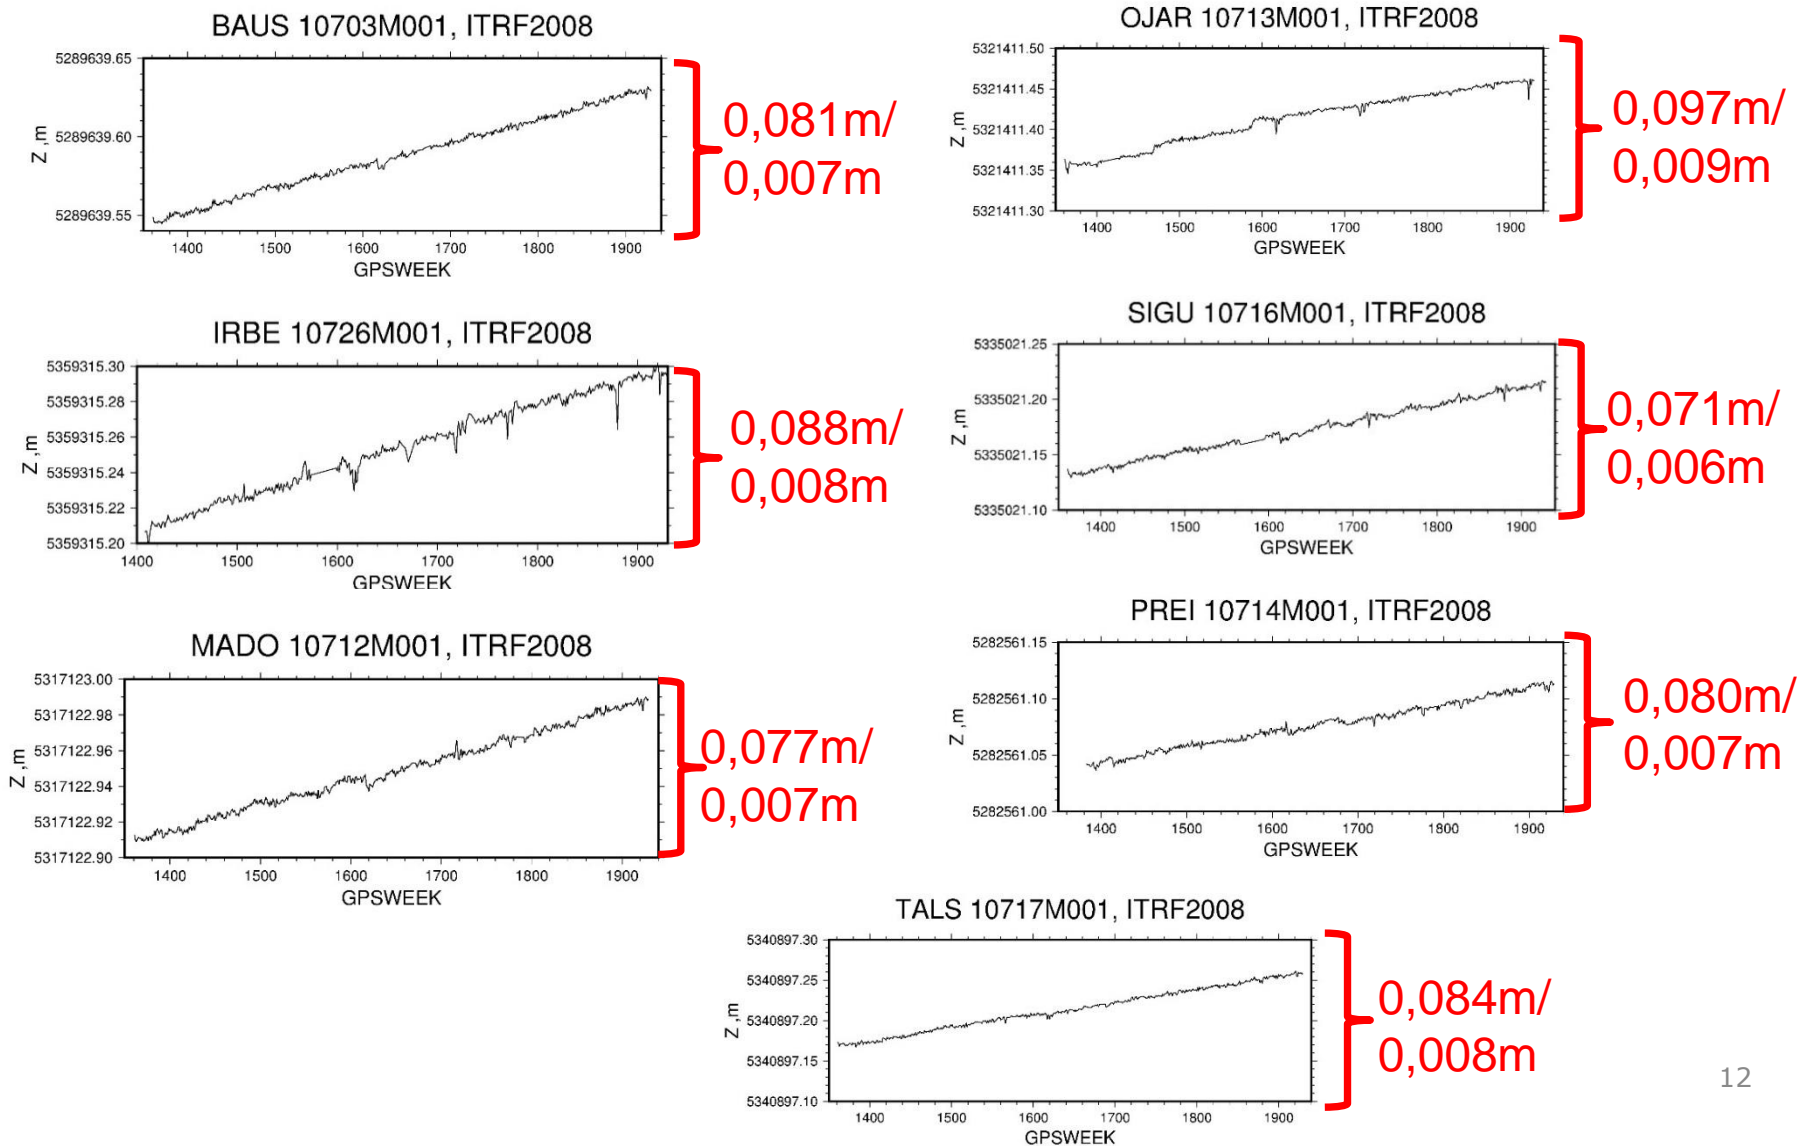 BAUS 10703M001, ITRF2008
5289639.65
5289639.60
5289639.55
Z ,m
1400 1500 1600 1700 1800 1900
GPSWEEK
0,081m/
0,007m
OJAR 10713M001, ITRF2008
5321411.50
5321411.45
5321411.40
5321411.35
5321411.30
Z ,m
1400 1500 1600 1700 1800 1900
GPSWEEK
0,097m/
0,009m
IRBE 10726M001, ITRF2008
5359315.30
5359315.28
5359315.26
5359315.24
5359315.22
5359315.20
Z ,m
1400 1500 1600 1700 1800 1900
GPSWEEK
0,088m/
0,008m
SIGU 10716M001, ITRF2008
5335021.25
5335021.20
5335021.15
5335021.10
Z ,m
1400 1500 1600 1700 1800 1900
GPSWEEK
0,071m/
0,006m
MADO 10712M001, ITRF2008
5317123.00
5317122.98
5317122.96
5317122.94
5317122.92
5317122.90
Z ,m
1400 1500 1600 1700 1800 1900
GPSWEEK
0,077m/
0,007m
PREI 10714M001, ITRF2008
5282561.15
5282561.10
5282561.05
5282561.00
Z ,m
1400 1500 1600 1700 1800 1900
GPSWEEK
0,080m/
0,007m
TALS 10717M001, ITRF2008
5340897.30
5340897.25
5340897.20
5340897.15
5340897.10
Z ,m
1400 1500 1600 1700 1800 1900
GPSWEEK
0,084m/
0,008m
12